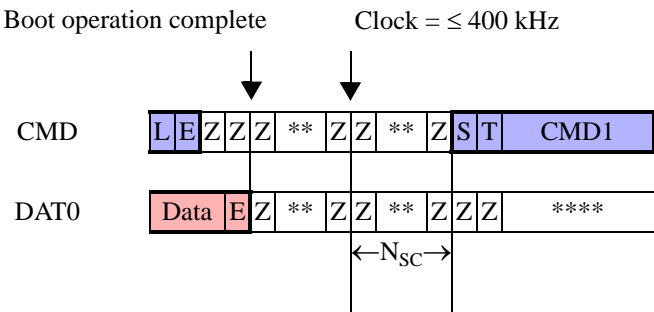 Boot operation complete Clock = ≤ 400 kHz
CMD L E Z Z Z ** Z Z ** Z S T CMD1
DAT0 Data E Z ** Z Z ** Z Z Z ****
←NSC→